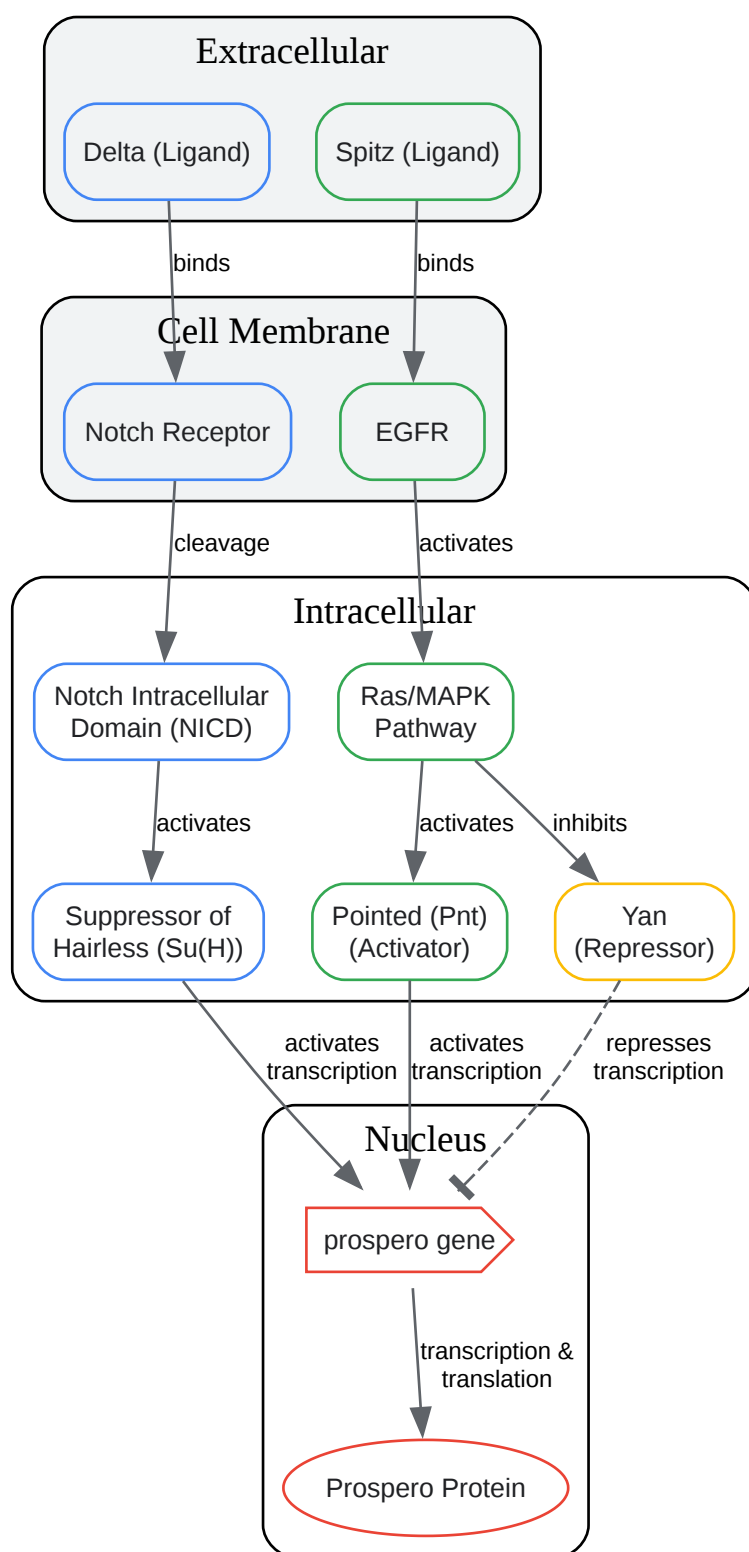 Extracellular
Delta (Ligand)
Spitz (Ligand)
binds
binds
Cell Membrane
Notch Receptor
EGFR
cleavage
activates
Intracellular
Notch Intracellular
Domain (NICD)
Ras/MAPK
Pathway
activates
activates
inhibits
Suppressor of
Hairless (Su(H))
Pointed (Pnt)
(Activator)
Yan
(Repressor)
activates
transcription
activates
transcription
represses
transcription
Nucleus
prospero gene
transcription &
translation
Prospero Protein